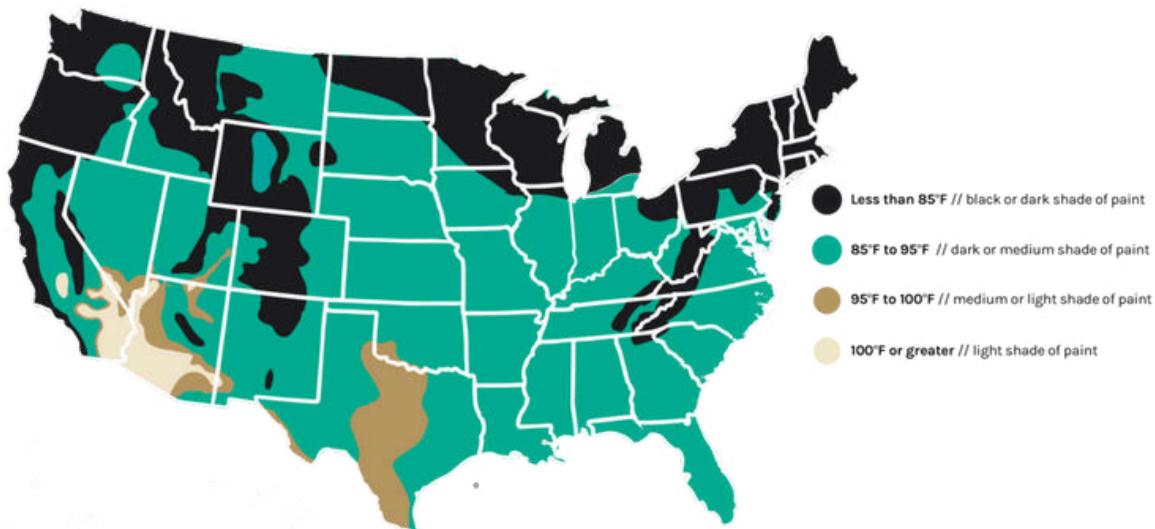 Less than 85°F // black or dark shade of paint
85°F to 95°F // dark or medium shade of paint
95°F to 100°F // medium or light shade of paint
100°F or greater // light shade of paint